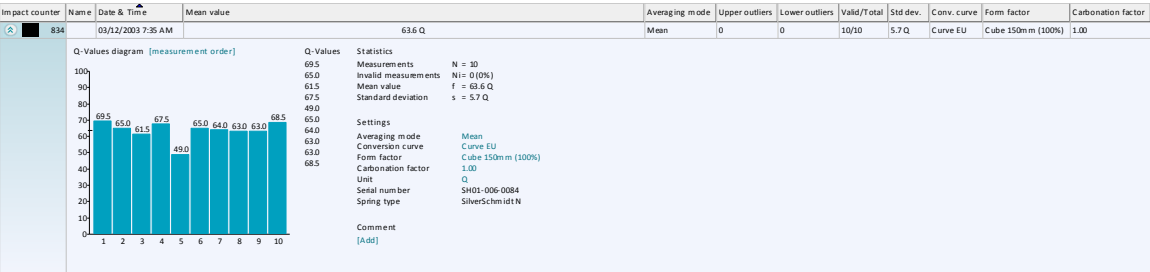 Impact counter Name Date & Time Mean value Averaging mode Upper outliers Lower outliers Valid/Total Std dev. Conv. curve Form factor Carbonation factor
834 03/12/2003 7:35 AM 63.6 Q Mean 0 0 10/10 5.7 Q Curve EU Cube 150mm (100%) 1.00
Q-Values diagram [measurement order]
100
90
80
70
60
50
40
30
20
10
0
69.5 65.0 61.5 67.5 49.0 65.0 64.0 63.0 63.0 68.5
1 2 3 4 5 6 7 8 9 10
Q-Values
69.5
65.0
61.5
67.5
49.0
65.0
64.0
63.0
63.0
68.5
Statistics
Measurements N = 10
Invalid measurements Ni= 0(0%)
Mean value f = 63.6 Q
Standard deviation s = 5.7 Q
Settings
Averaging mode Mean
Conversion curve Curve EU
Form factor Cube 150mm (100%)
Carbonation factor 1.00
Unit Q
Serial number SH01-006-0084
Spring type SilverSchmidt N
Comment
[Add]